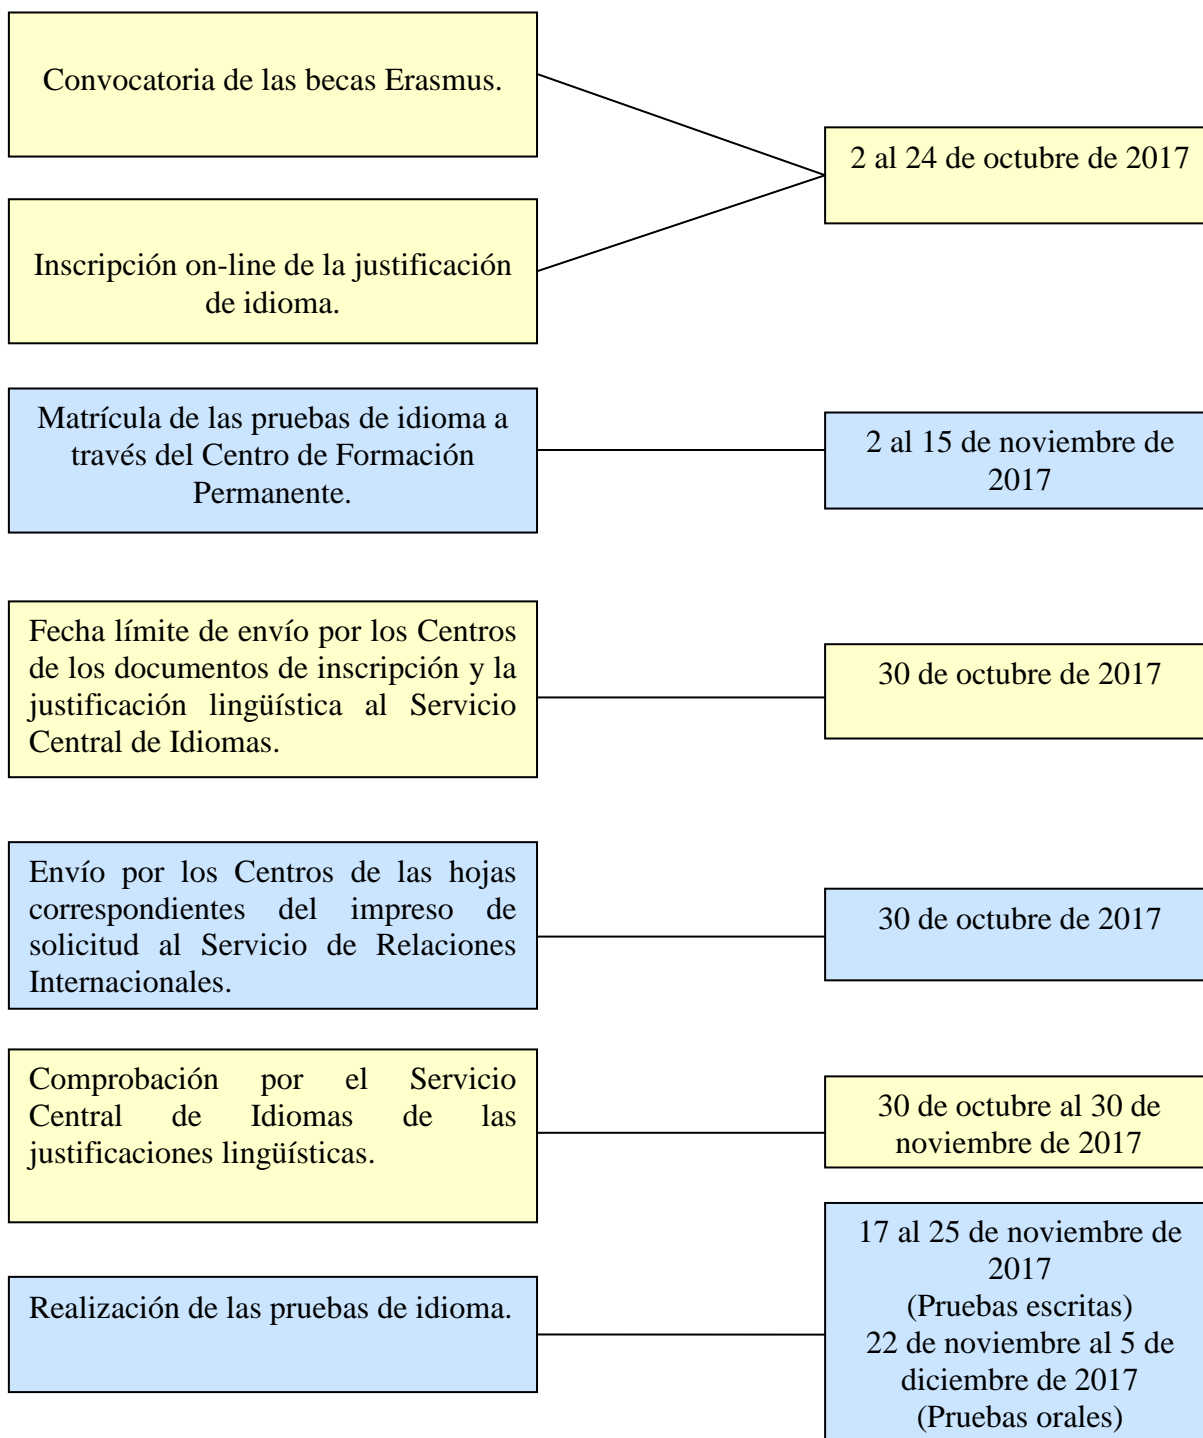 Convocatoria de las becas Erasmus.
2 al 24 de octubre de 2017
Inscripción on-line de la justificación
de idioma.
Matrícula de las pruebas de idioma a
través del Centro de Formación
Permanente.
2 al 15 de noviembre de
2017
Fecha límite de envío por los Centros
de los documentos de inscripción y la
justificación lingüística al Servicio
Central de Idiomas.
30 de octubre de 2017
Envío por los Centros de las hojas
correspondientes del impreso de
solicitud al Servicio de Relaciones
Internacionales.
30 de octubre de 2017
Comprobación por el Servicio
Central de Idiomas de las
justificaciones lingüísticas.
30 de octubre al 30 de
noviembre de 2017
Realización de las pruebas de idioma.
17 al 25 de noviembre de
2017
(Pruebas escritas)
22 de noviembre al 5 de
diciembre de 2017
(Pruebas orales)